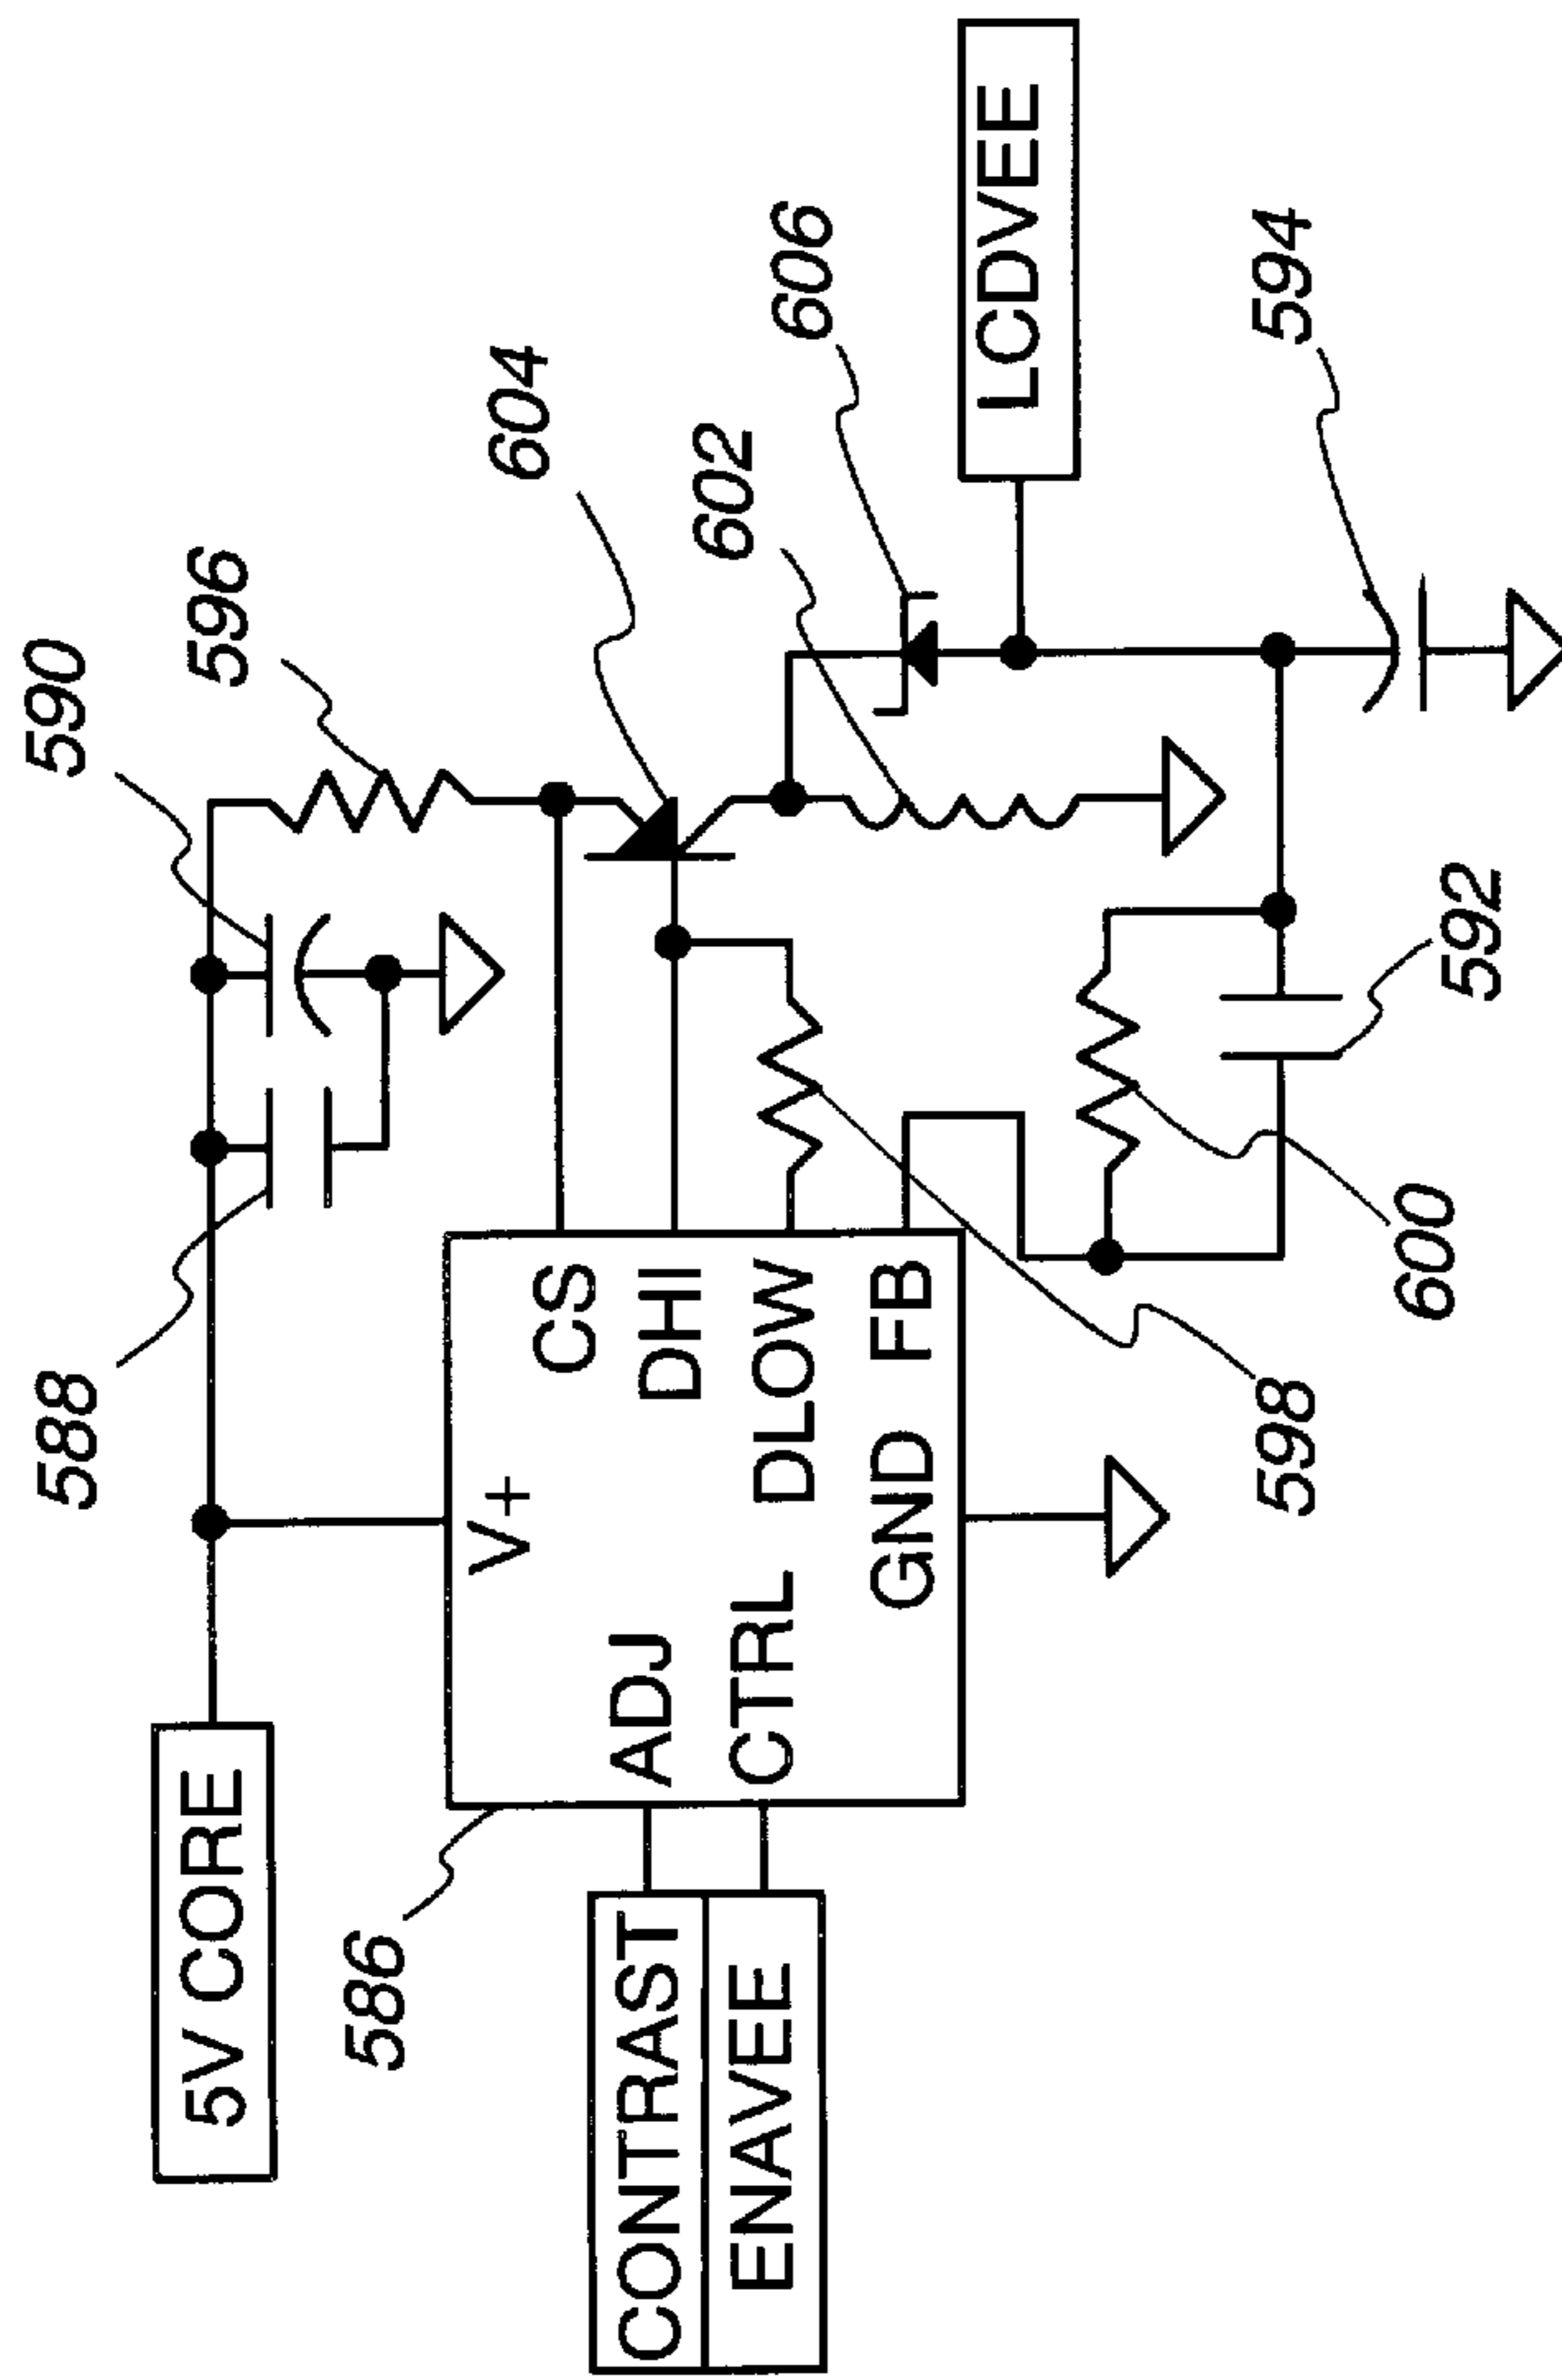 590
596
604
602
606
LCDVEE
594
588
5V CORE
V+
CS
DHI
DLOW
FB
ADJ
CTRL
GND
586
CONTRAST
ENAVEE
592
600
598